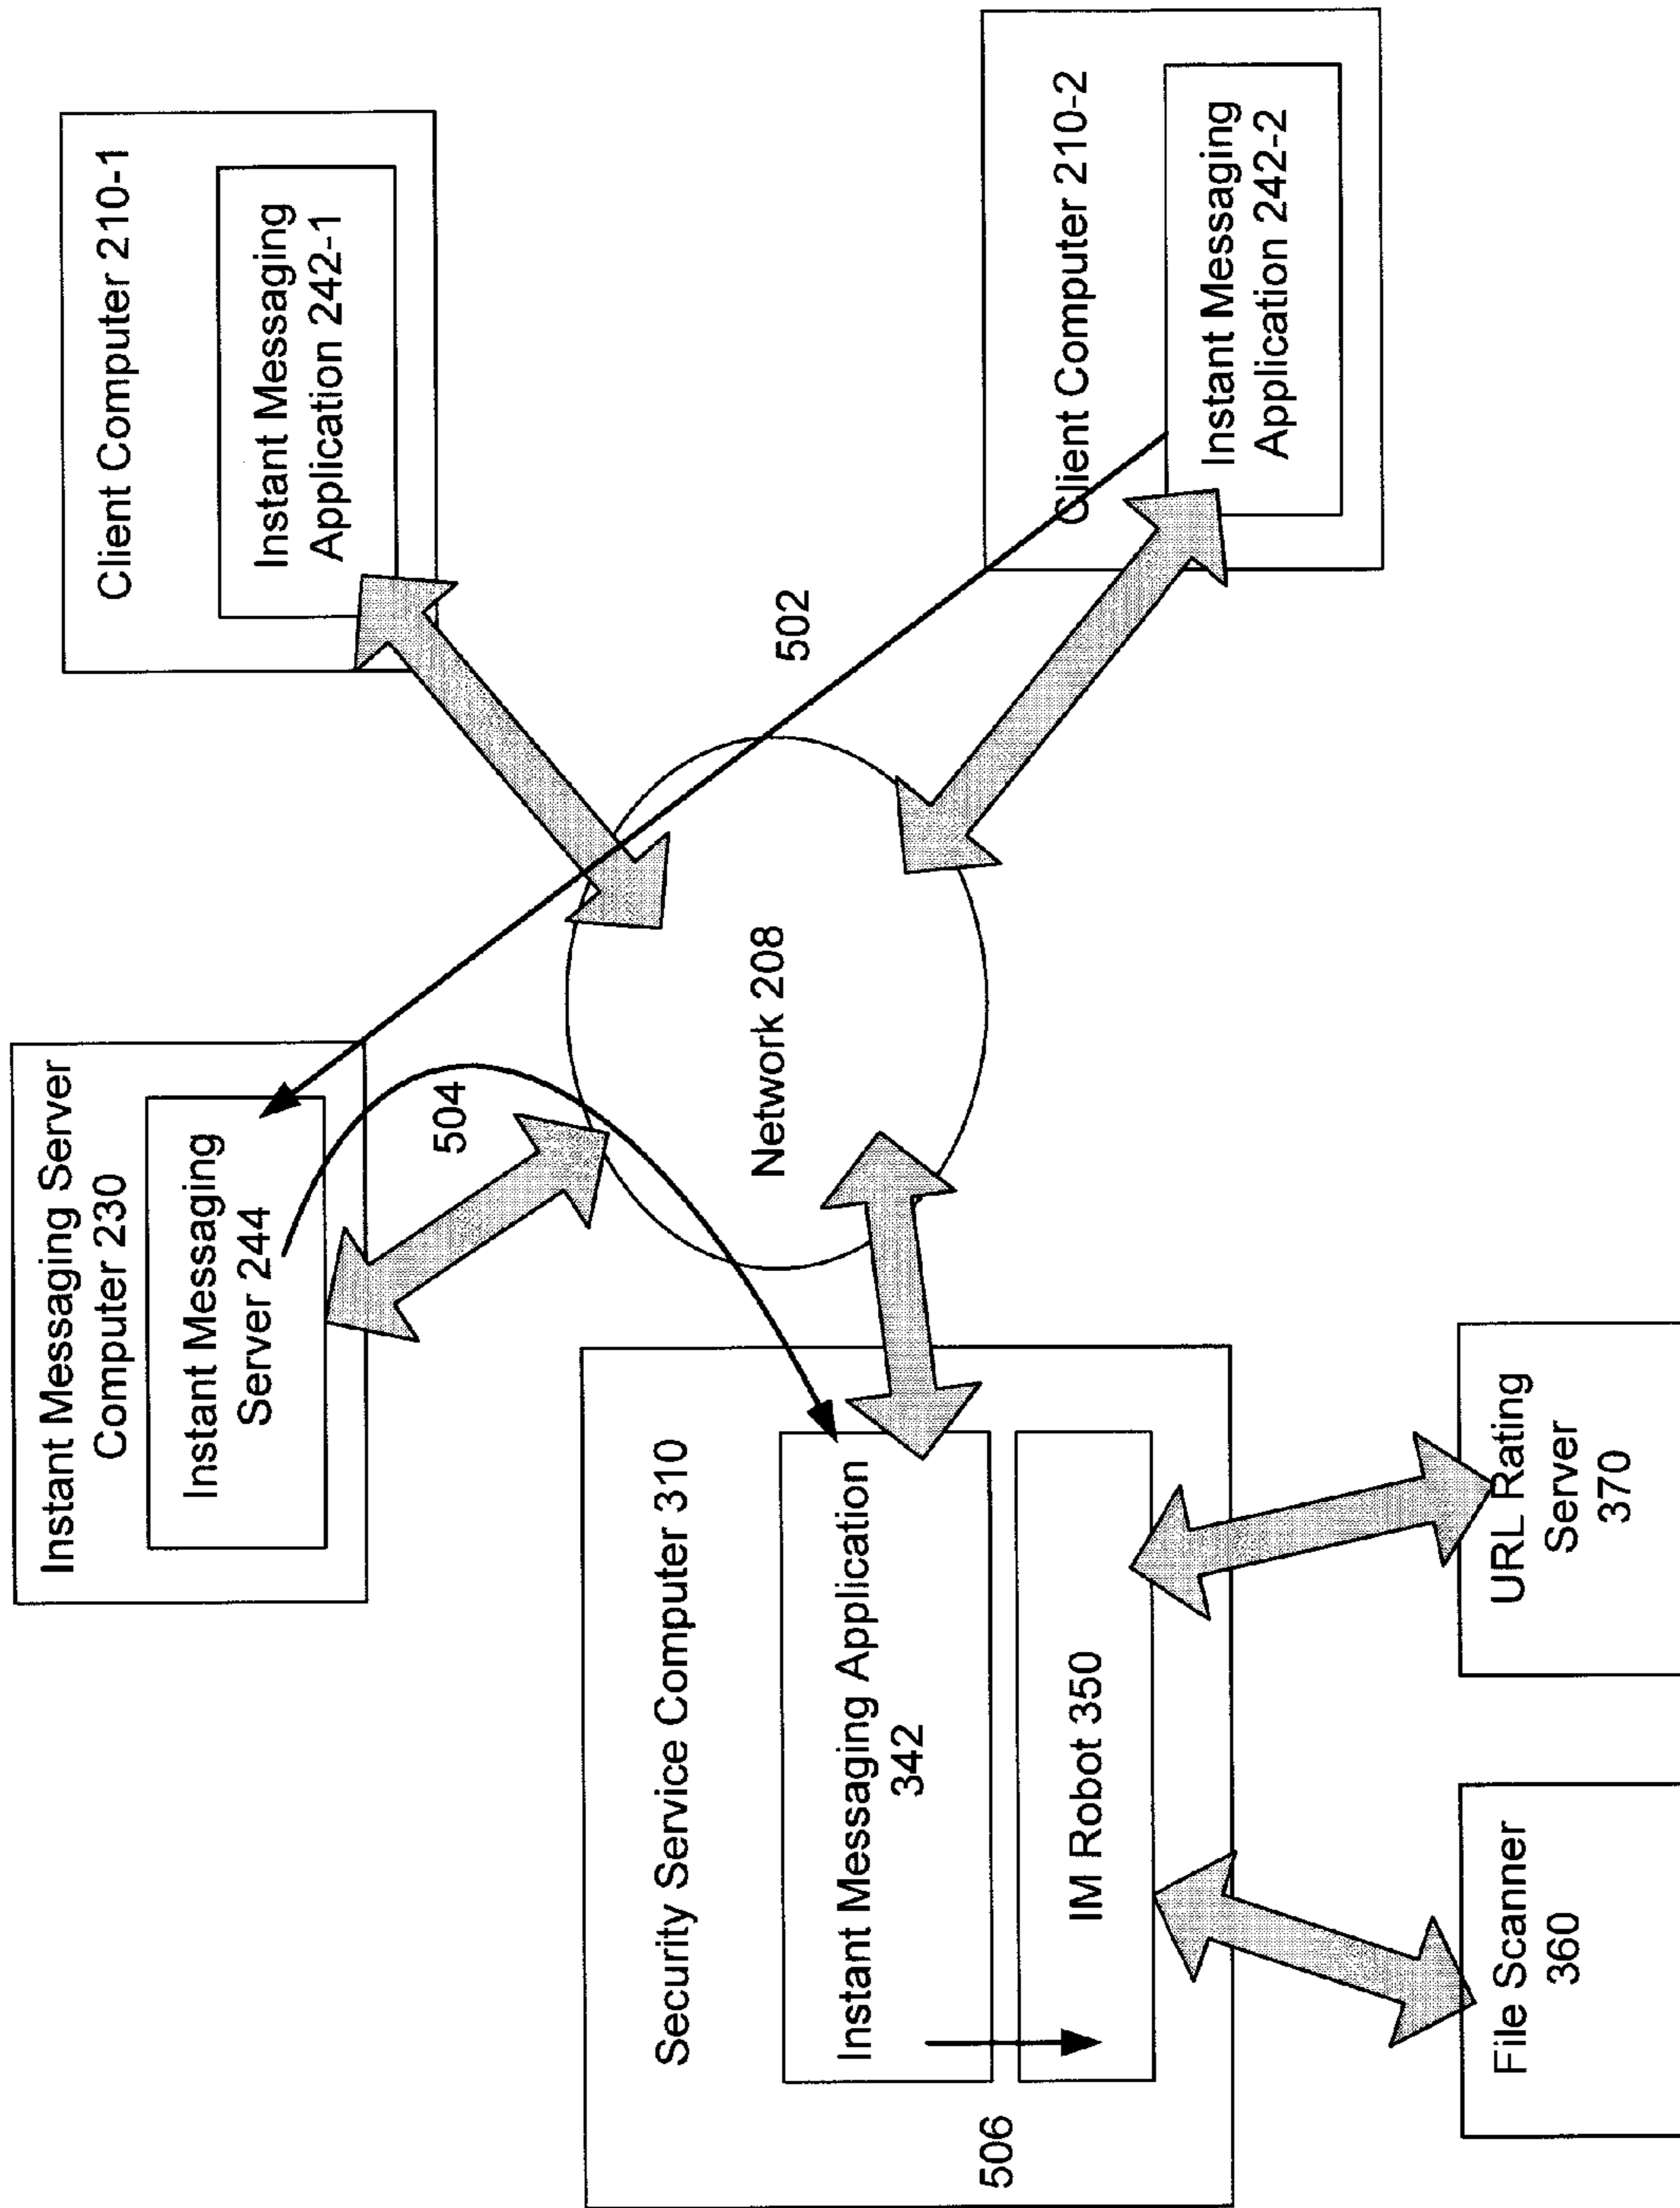 Instant Messaging Server
Computer 230
Instant Messaging
Server 244
Client Computer 210-1
Instant Messaging
Application 242-1
504
502
Network 208
Security Service Computer 310
Instant Messaging Application
342
506
IM Robot 350
Client Computer 210-2
Instant Messaging
Application 242-2
File Scanner
360
URL Rating
Server
370